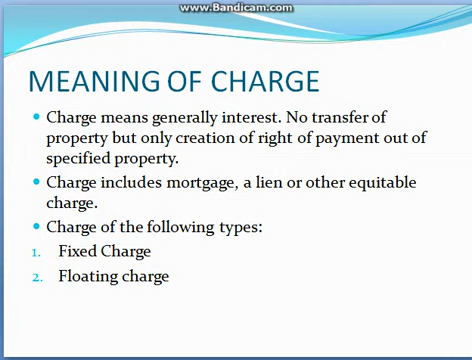 www.Bandicam.com
MEANING OF CHARGE
Charge means generally interest. No transfer of
property but only creation of right of payment out of
specified property.
Charge includes mortgage, a lien or other equitable
charge.
Charge of the following types:
1. Fixed Charge
2. Floating charge